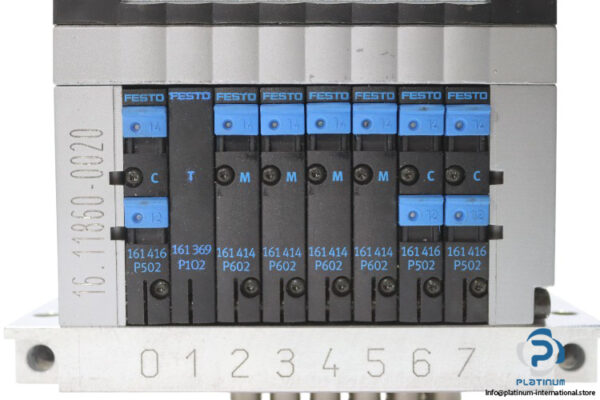 FESTO FESTO FESTO FESTO FESTO FESTO FESTO FESTO
14 14 14 14 14 14 14
C T M M M M C C
12 12 12
161 416 161 369 161 414 161 414 161 414 161 414 161 416 161 416
P502 P102 P602 P602 P602 P602 P502 P502
16.11860-0020
0 1 2 3 4 5 6 7
PLATINUM
INTERNATIONAL
Info@platinum-international.store